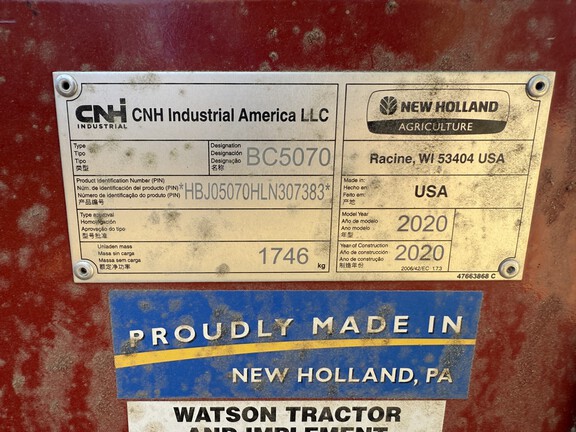 CNH
INDUSTRIAL
CNH Industrial America LLC
NEW HOLLAND
AGRICULTURE
Type
Tipo
Tipo
类型
Designation
Designación
Designação
名称
BC5070
Racine, WI 53404 USA
Product Identification Number (PIN)
Núm. de identificación del producto (PIN)
Número de identificação do produto (PIN)
产品编号
*HBJ05070HLN307383*
Made in:
Hecho en:
Feito em:
产地
USA
Type approval
Homologación
Aprovação do tipo
型号批准
Model Year
Año de modelo
Ano modelo
年型
2020
Unladen mass
Masa sin carga
Massa sem carga
额定净功率
1746 kg
Year of Construction
Año de construcción
Ano de construção
制造年份
2020
2006/42/EC 1.7.3
47663868 C
PROUDLY MADE IN
NEW HOLLAND, PA
WATSON TRACTOR
AND IMPLEMENT